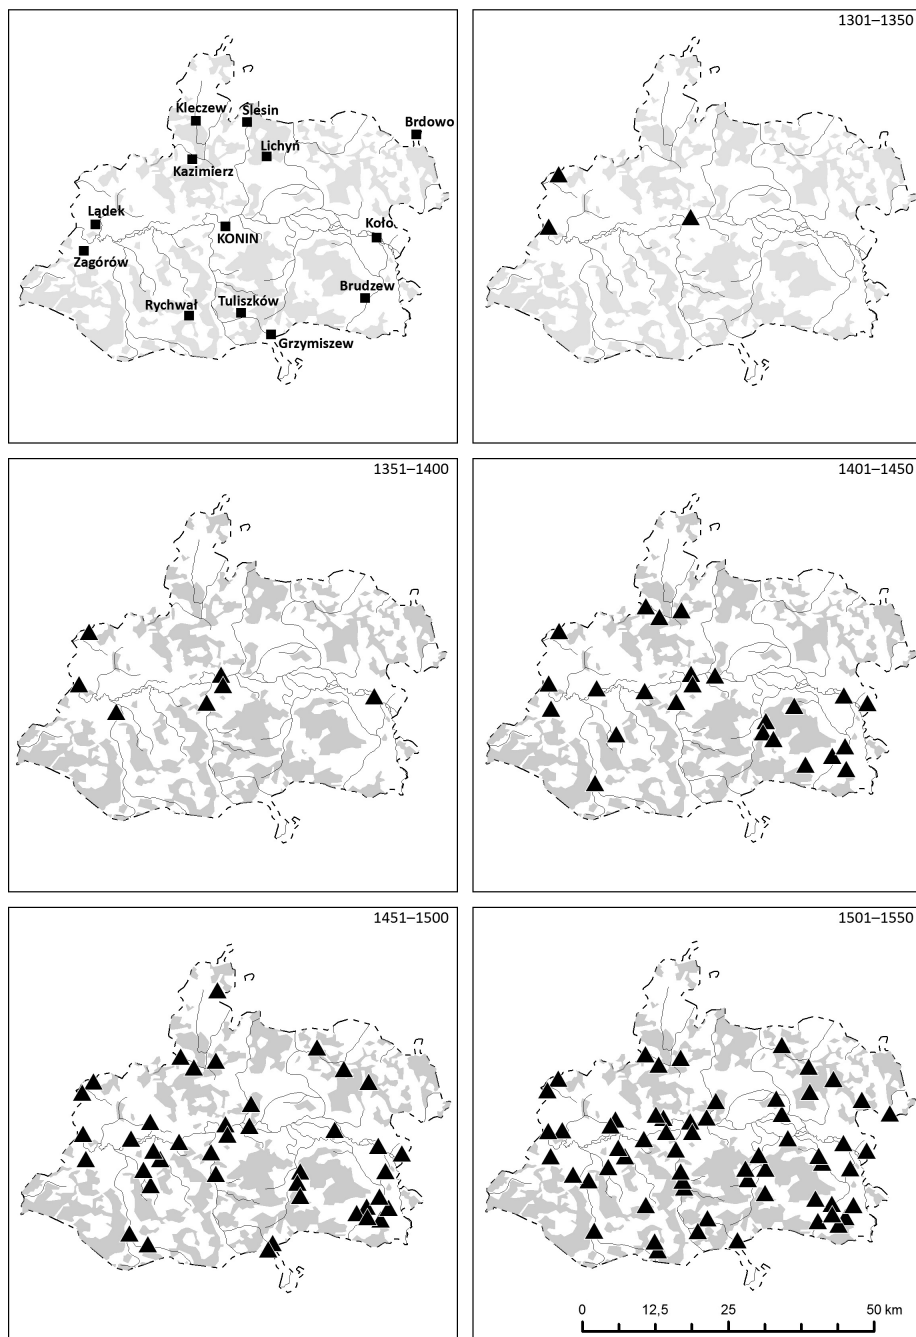 1301–1350
Kleczew
Ślesin
Brdowo
Lichyń
Kazimierz
Lądek
KONIN
Koło
Zagórów
Brudzew
Rychwał
Tuliszków
Grzymiszew
1351–1400
1401–1450
1451–1500
1501–1550
0 12,5 25 50 km